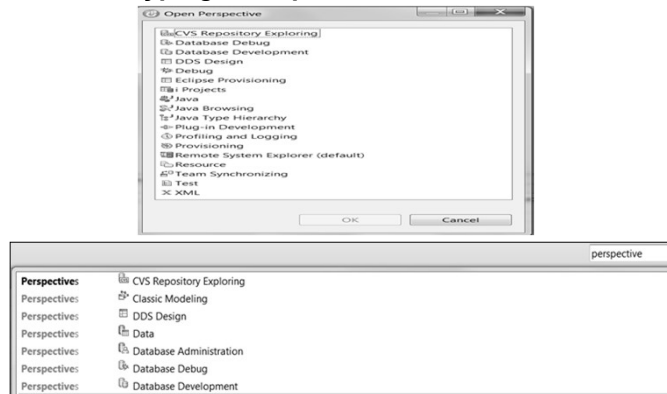 Open Perspective
CVS Repository Exploring
Database Debug
Database Development
DDS Design
Debug
Eclipse Provisioning
i Projects
Java
Java Browsing
Java Type Hierarchy
Plug-in Development
Profiling and Logging
Provisioning
Remote System Explorer (default)
Resource
Team Synchronizing
Test
XML
OK Cancel
perspective
Perspectives CVS Repository Exploring
Perspectives Classic Modeling
Perspectives DDS Design
Perspectives Data
Perspectives Database Administration
Perspectives Database Debug
Perspectives Database Development